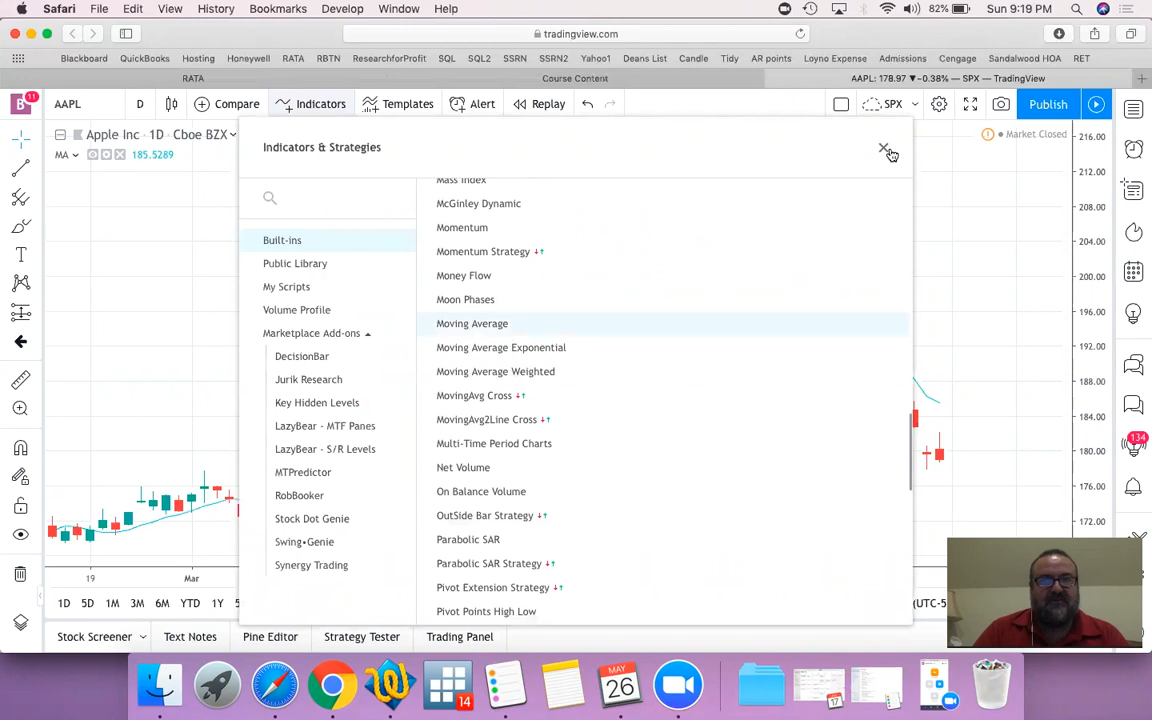 Safari File Edit View History Bookmarks Develop Window Help 82% Sun 9:19 PM
tradingview.com
Blackboard QuickBooks Hosting Honeywell RATA RBTN ResearchforProfit SQL SQL2 SSRN SSRN2 Yahoo1 Deans List Candle Tidy AR points Loyno Expense Admissions Cengage Sandalwood HOA RET
RATA Course Content AAPL: 178.97 ▼−0.38% — SPX — TradingView
B 11 AAPL D Compare Indicators Templates Alert Replay SPX Publish
Apple Inc • 1D Cboe BZX
MA 185.5289
Market Closed
Indicators & Strategies
Built-ins
Public Library
My Scripts
Volume Profile
Marketplace Add-ons
DecisionBar
Jurik Research
Key Hidden Levels
LazyBear - MTF Panes
LazyBear - S/R Levels
MTPredictor
RobBooker
Stock Dot Genie
Swing•Genie
Synergy Trading
Mass Index
McGinley Dynamic
Momentum
Momentum Strategy
Money Flow
Moon Phases
Moving Average
Moving Average Exponential
Moving Average Weighted
MovingAvg Cross
MovingAvg2Line Cross
Multi-Time Period Charts
Net Volume
On Balance Volume
OutSide Bar Strategy
Parabolic SAR
Parabolic SAR Strategy
Pivot Extension Strategy
Pivot Points High Low
216.00
212.00
208.00
204.00
200.00
196.00
192.00
188.00
184.00
180.00
176.00
172.00
134
19 Mar
1D 5D 1M 3M 6M YTD 1Y (UTC-5
Stock Screener Text Notes Pine Editor Strategy Tester Trading Panel
14
MAY
26
17